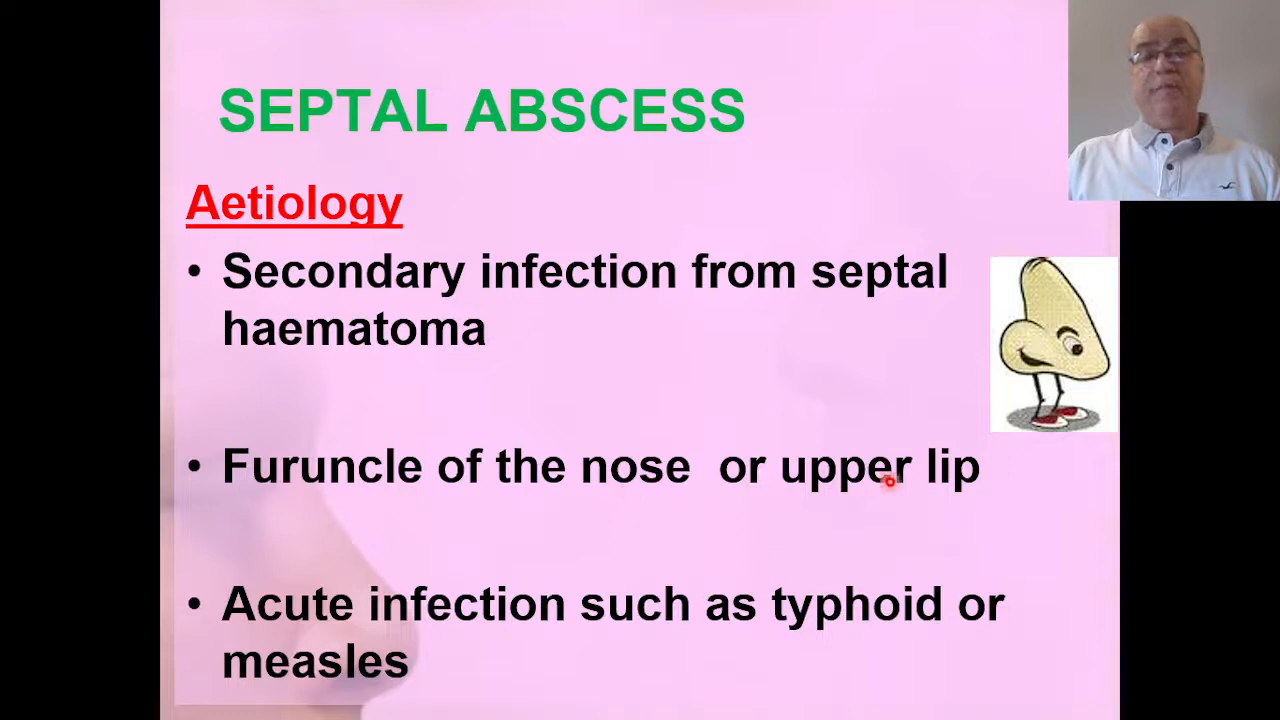 SEPTAL ABSCESS
Aetiology
• Secondary infection from septal
haematoma
• Furuncle of the nose or upper lip
• Acute infection such as typhoid or
measles